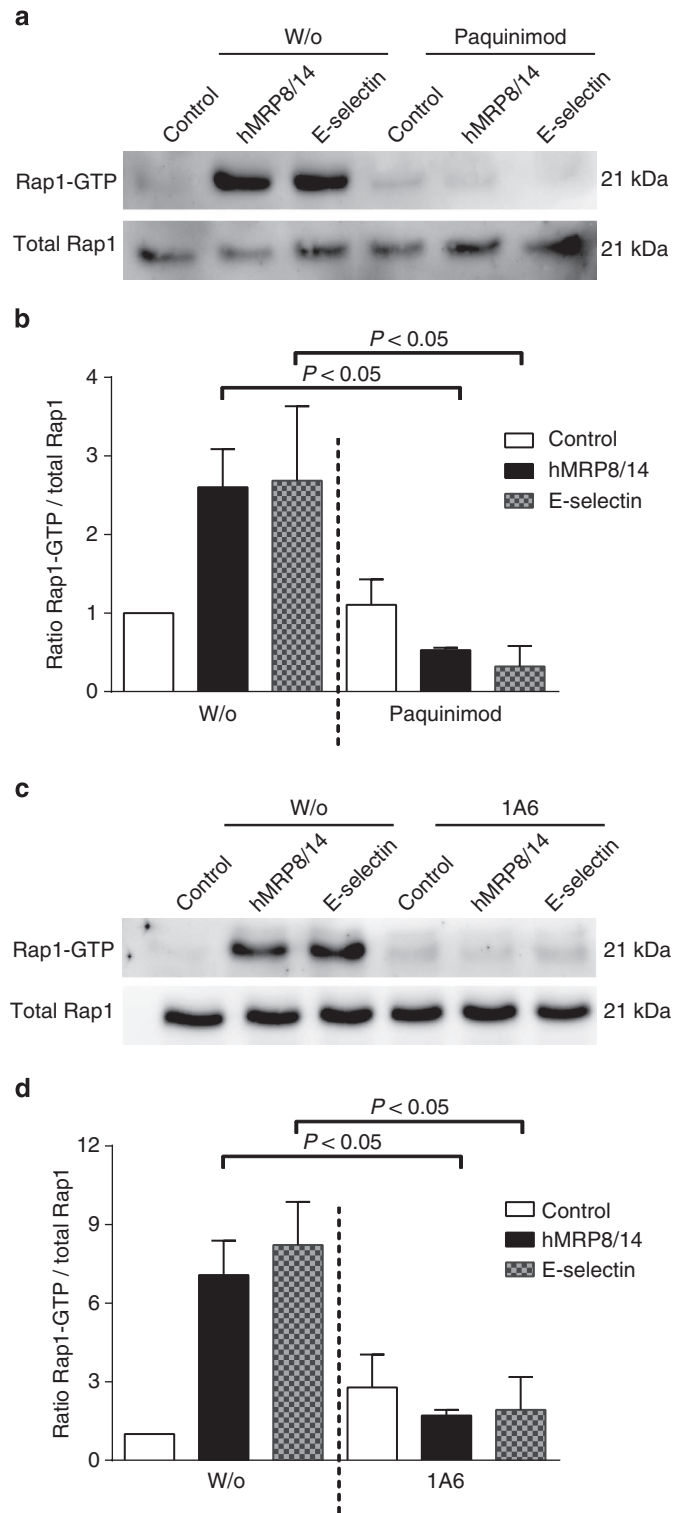 a
W/o Paquinimod
Control hMRP8/14 E-selectin Control hMRP8/14 E-selectin
Rap1-GTP 21 kDa
Total Rap1 21 kDa
b
P < 0.05
P < 0.05
Ratio Rap1-GTP / total Rap1
4
3
2
1
0
Control
hMRP8/14
E-selectin
W/o Paquinimod
c
W/o 1A6
Control hMRP8/14 E-selectin Control hMRP8/14 E-selectin
Rap1-GTP 21 kDa
Total Rap1 21 kDa
d
P < 0.05
P < 0.05
Ratio Rap1-GTP / total Rap1
12
9
6
3
0
Control
hMRP8/14
E-selectin
W/o 1A6